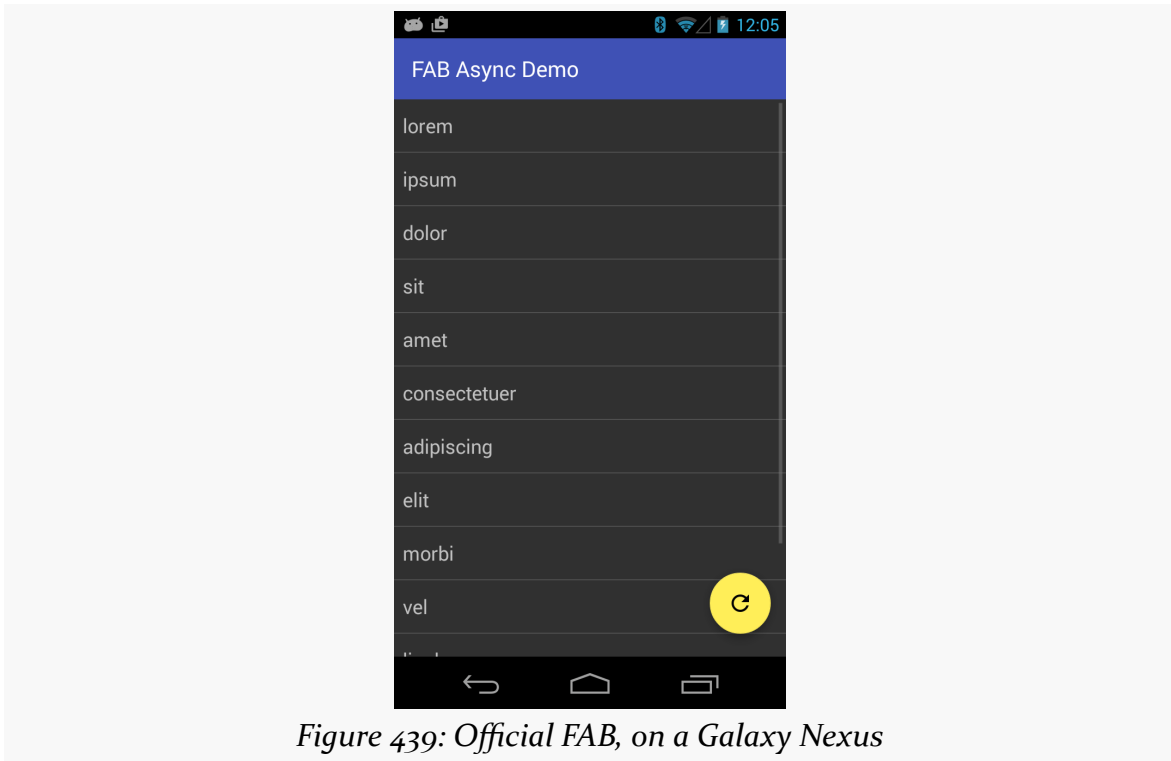 12:05
FAB Async Demo
lorem
ipsum
dolor
sit
amet
consectetuer
adipiscing
elit
morbi
vel
Figure 439: Official FAB, on a Galaxy Nexus